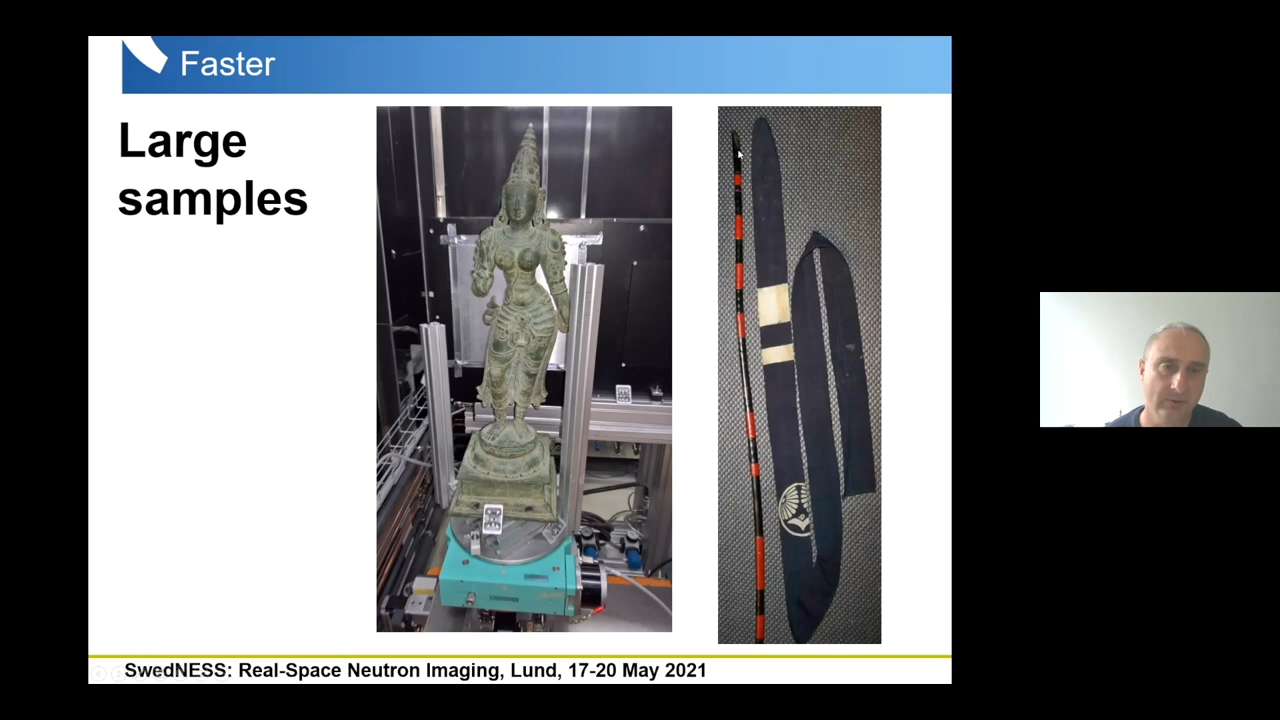 Faster
Large
samples
SwedNESS: Real-Space Neutron Imaging, Lund, 17-20 May 2021